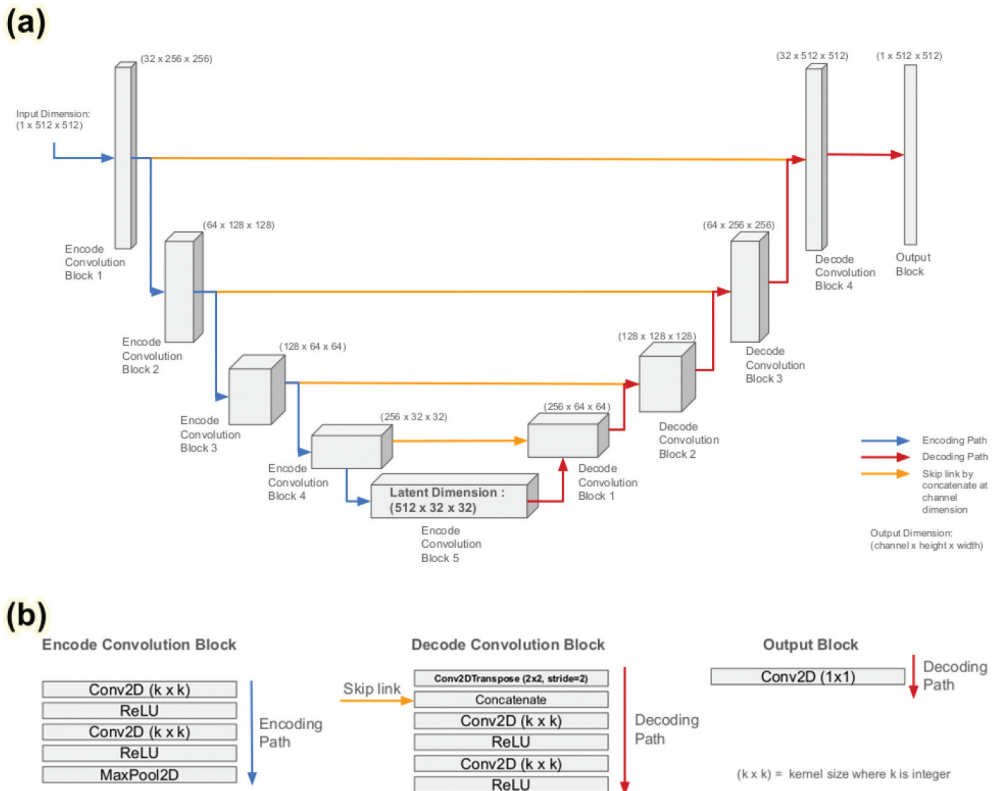 (a)
(32 x 256 x 256)
(32 x 512 x 512)
(1 x 512 x 512)
Input Dimension:
(1 x 512 x 512)
(64 x 128 x 128)
(64 x 256 x 256)
Encode
Convolution
Block 1
Decode
Convolution
Block 4
Output
Block
Encode
Convolution
Block 2
(128 x 64 x 64)
(128 x 128 x 128)
Decode
Convolution
Block 3
Encode
Convolution
Block 3
(256 x 32 x 32)
(256 x 64 x 64)
Decode
Convolution
Block 2
Encode
Convolution
Block 4
Latent Dimension :
(512 x 32 x 32)
Decode
Convolution
Block 1
Encode
Convolution
Block 5
Encoding Path
Decoding Path
Skip link by
concatenate at
channel
dimension
Output Dimension:
(channel x height x width)
(b)
Encode Convolution Block
Conv2D (k x k)
ReLU
Conv2D (k x k)
ReLU
MaxPool2D
Encoding
Path
Decode Convolution Block
Skip link
Conv2DTranspose (2x2, stride=2)
Concatenate
Conv2D (k x k)
ReLU
Conv2D (k x k)
ReLU
Decoding
Path
Output Block
Conv2D (1x1)
Decoding
Path
(k x k) = kernel size where k is integer